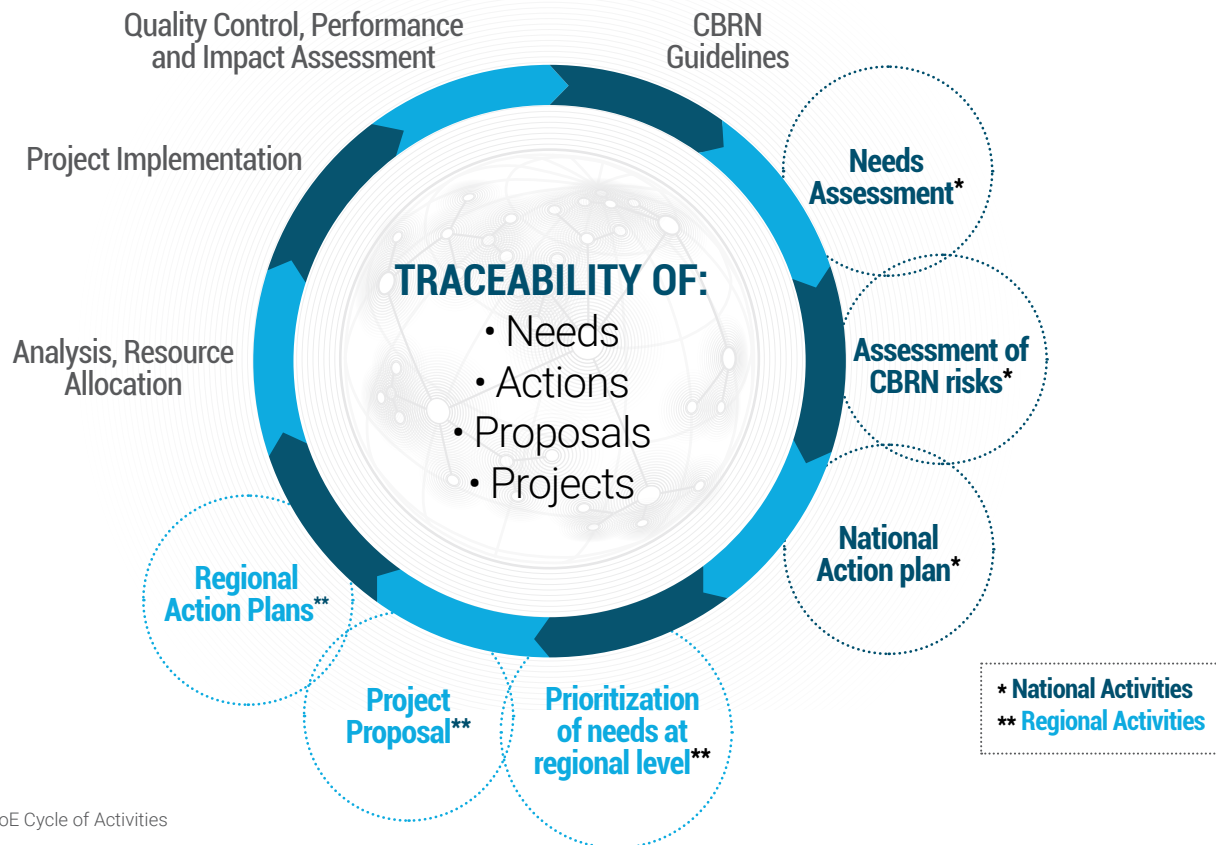 Quality Control, Performance
and Impact Assessment
CBRN
Guidelines
Needs
Assessment*
Assessment of
CBRN risks*
National
Action plan*
Prioritization
of needs at
regional level**
Project
Proposal**
Regional
Action Plans**
Analysis, Resource
Allocation
Project Implementation
TRACEABILITY OF:
• Needs
• Actions
• Proposals
• Projects
* National Activities
** Regional Activities
oE Cycle of Activities